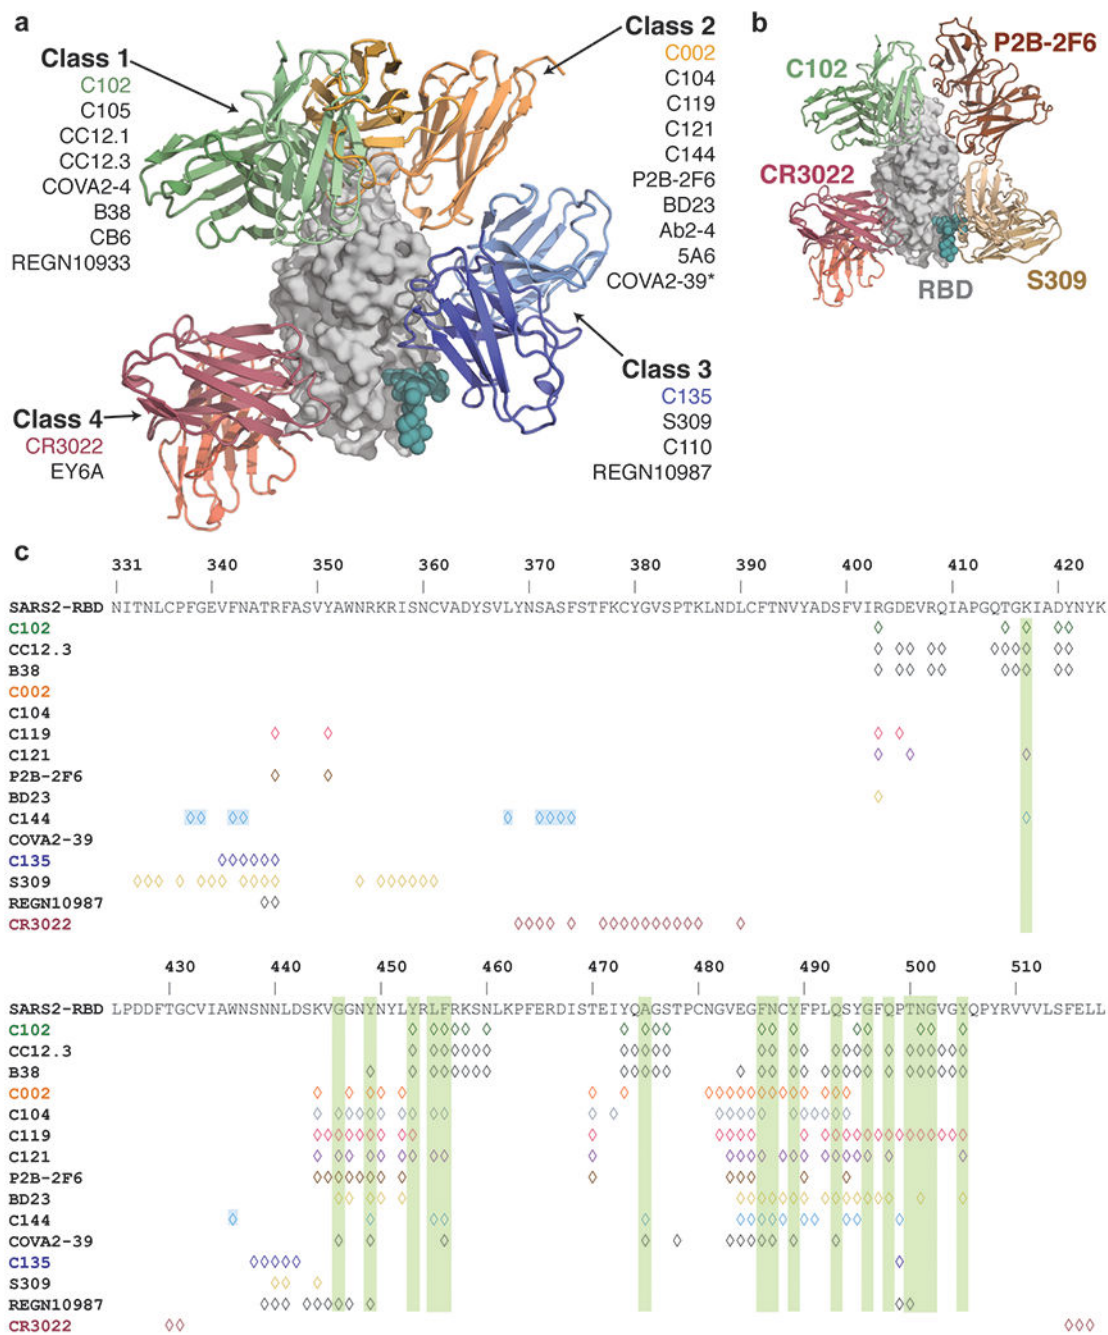 a
Class 1
C102
C105
CC12.1
CC12.3
COVA2-4
B38
CB6
REGN10933
Class 2
C002
C104
C119
C121
C144
P2B-2F6
BD23
Ab2-4
5A6
COVA2-39*
Class 3
C135
S309
C110
REGN10987
Class 4
CR3022
EY6A
b
P2B-2F6
C102
CR3022
RBD
S309
c
331 340 350 360 370 380 390 400 410 420
SARS2-RBD NITNLCPFGEVFNATRFASVYAWNRKRISNCVADYSVLYNSASFSTFKCYGVSPTKLNDLCFTNVYADSFVIRGDEVRQIAPGQTGKIADYNYK
C102
CC12.3
B38
C002
C104
C119
C121
P2B-2F6
BD23
C144
COVA2-39
C135
S309
REGN10987
CR3022
430 440 450 460 470 480 490 500 510
SARS2-RBD LPDDFTGCVIAWNSNNLDSKVGGNYNYLYRLFRKSNLKPFERDISTEIYQAGSTPCNGVEGFNCYFPLQSYGFQPTNGVGYQPYRVVVLSFELL
C102
CC12.3
B38
C002
C104
C119
C121
P2B-2F6
BD23
C144
COVA2-39
C135
S309
REGN10987
CR3022